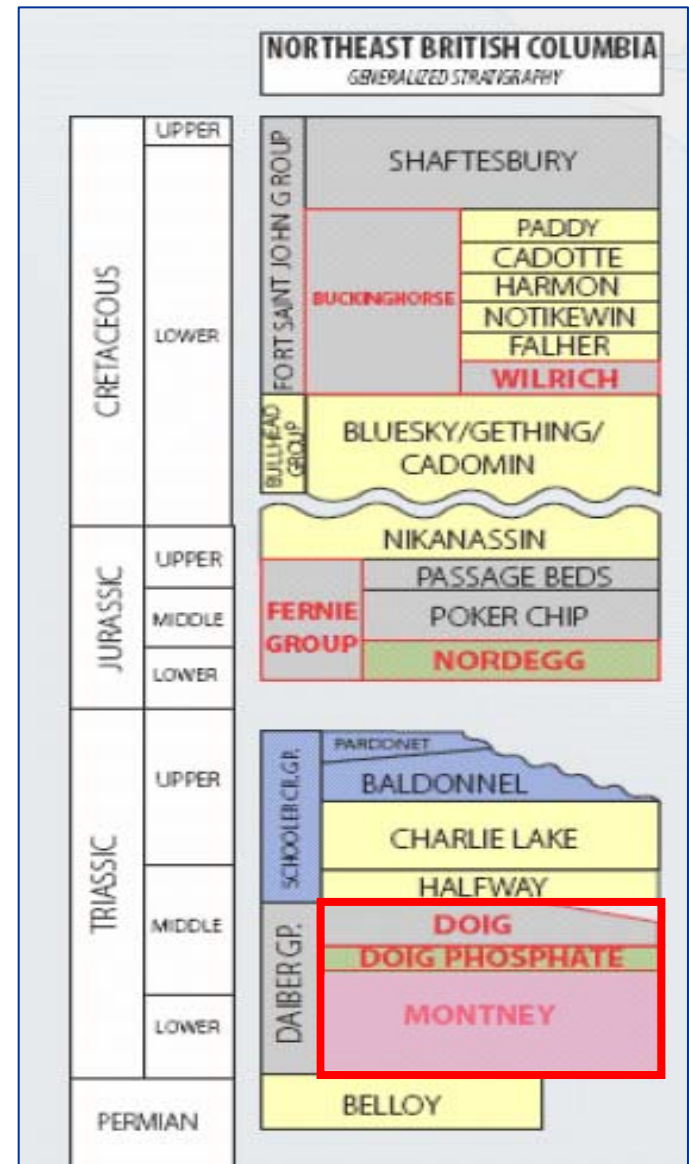 NORTHEAST BRITISH COLUMBIA
GENERALIZED STRATIGRAPHY
CRETACEOUS
UPPER
LOWER
FORT SAINT JOHN GROUP
SHAFTESBURY
BUCKINGHORSE
PADDY
CADOTTE
HARMON
NOTIKEWIN
FALHER
WILRICH
BULLHEAD
GROUP
BLUESKY/GETHING/
CADOMIN
JURASSIC
UPPER
MIDDLE
LOWER
NIKANASSIN
FERNIE
GROUP
PASSAGE BEDS
POKER CHIP
NORDEGG
TRIASSIC
UPPER
MIDDLE
LOWER
SCHOOLER CR. GP.
PARDONET
BALDONNEL
CHARLIE LAKE
HALFWAY
DAIBER GP.
DOIG
DOIG PHOSPHATE
MONTNEY
PERMIAN
BELLOY